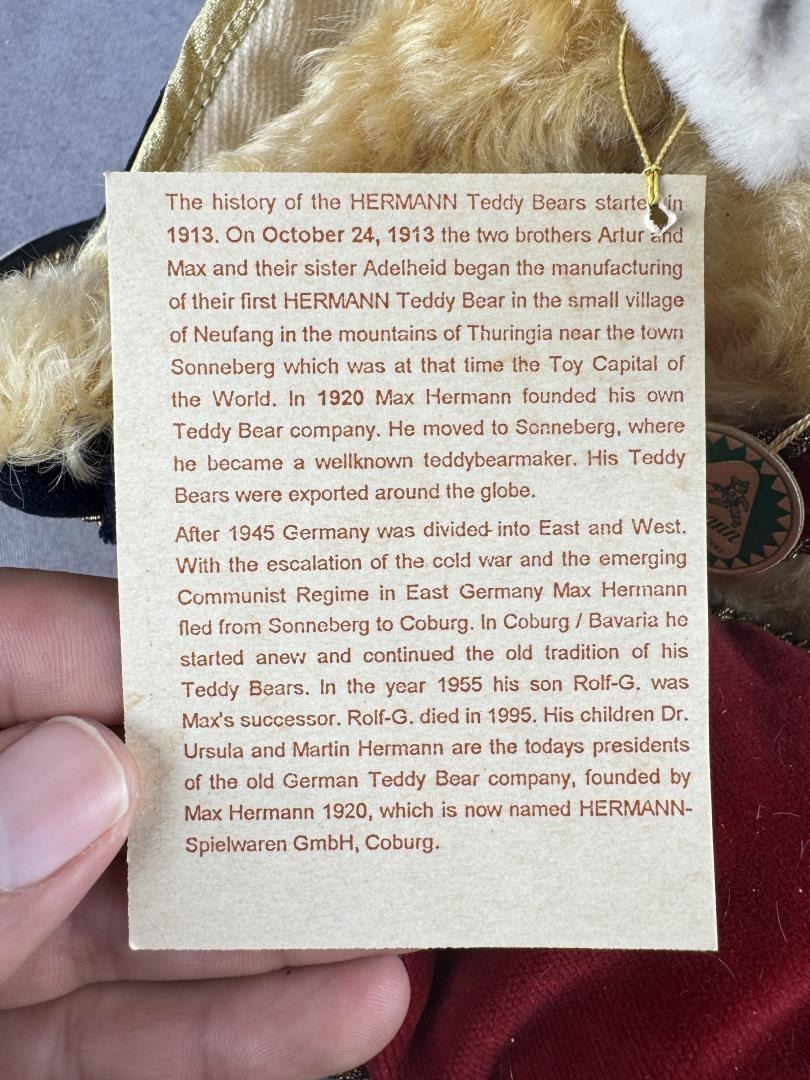 The history of the HERMANN Teddy Bears started in
1913. On October 24, 1913 the two brothers Artur and
Max and their sister Adelheid began the manufacturing
of their first HERMANN Teddy Bear in the small village
of Neufang in the mountains of Thuringia near the town
Sonneberg which was at that time the Toy Capital of
the World. In 1920 Max Hermann founded his own
Teddy Bear company. He moved to Sonneberg, where
he became a wellknown teddybearmaker. His Teddy
Bears were exported around the globe.
After 1945 Germany was divided into East and West.
With the escalation of the cold war and the emerging
Communist Regime in East Germany Max Hermann
fled from Sonneberg to Coburg. In Coburg / Bavaria he
started anew and continued the old tradition of his
Teddy Bears. In the year 1955 his son Rolf-G. was
Max's successor. Rolf-G. died in 1995. His children Dr.
Ursula and Martin Hermann are the todays presidents
of the old German Teddy Bear company, founded by
Max Hermann 1920, which is now named HERMANN-
Spielwaren GmbH, Coburg.